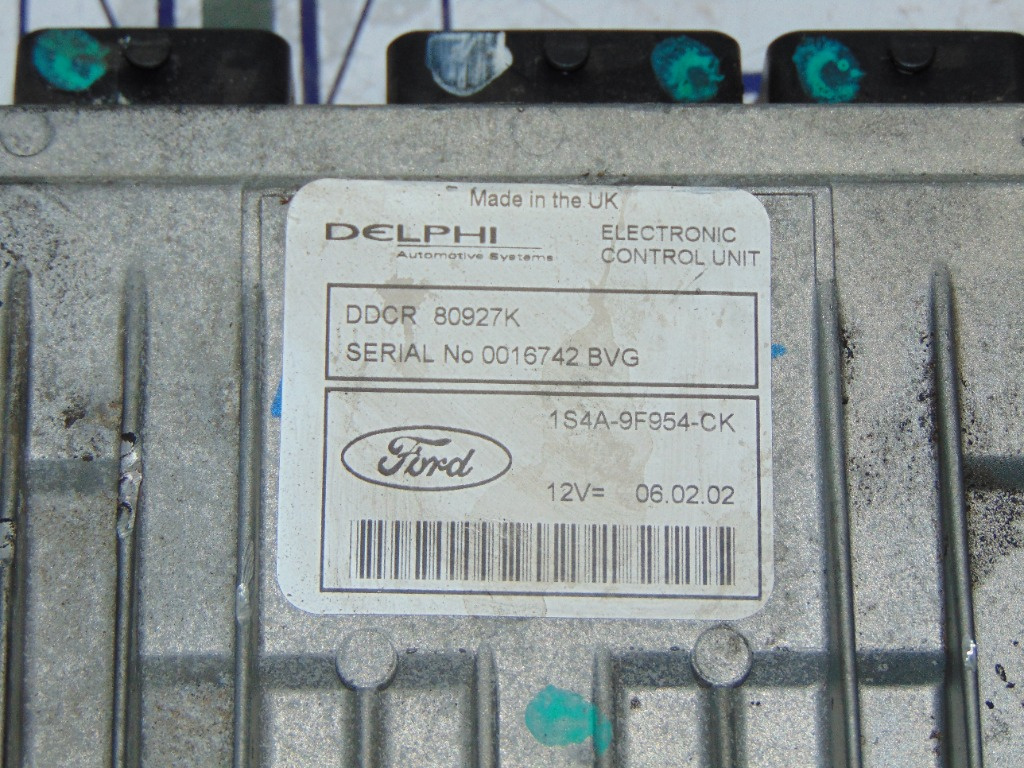 Made in the UK
DELPHI
Automotive Systems
ELECTRONIC
CONTROL UNIT
DDCR 80927K
SERIAL No 0016742 BVG
1S4A-9F954-CK
Ford
12V= 06.02.02